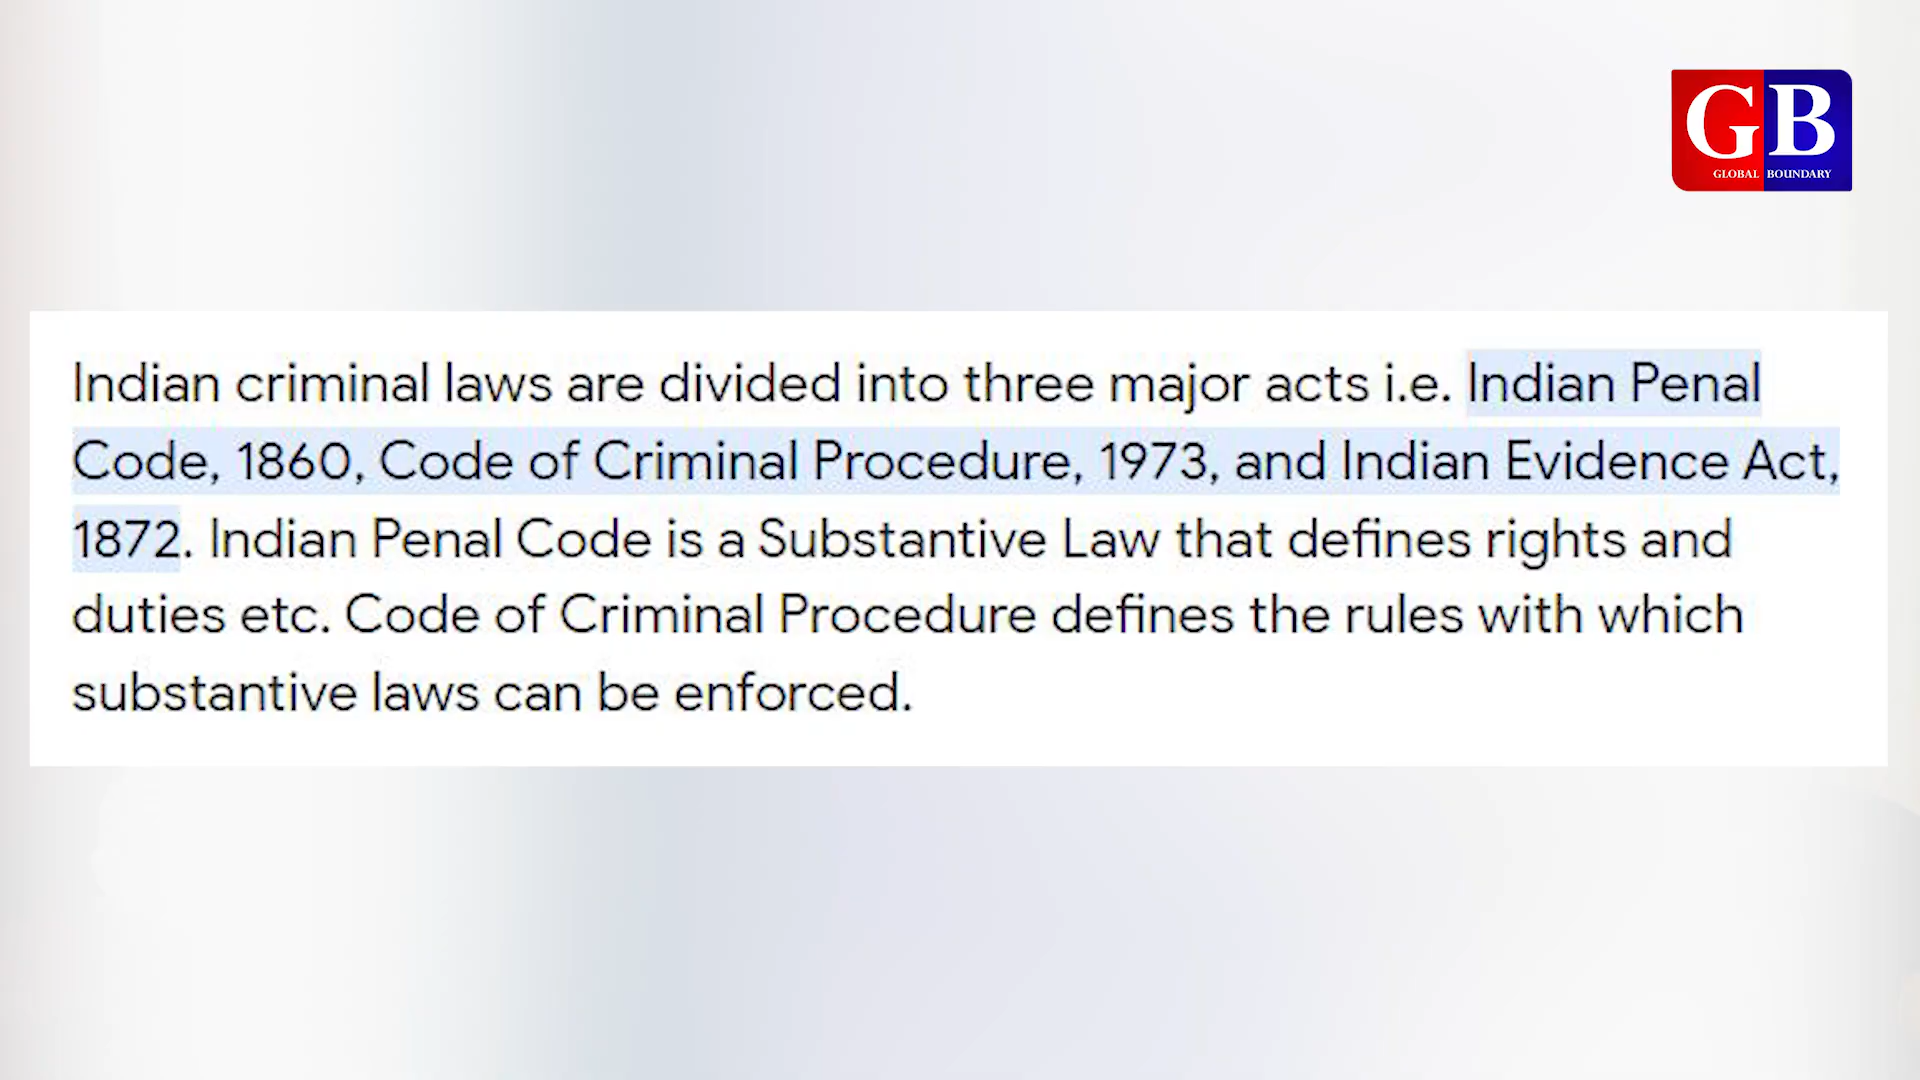 GB
GLOBAL BOUNDARY
Indian criminal laws are divided into three major acts i.e. Indian Penal
Code, 1860, Code of Criminal Procedure, 1973, and Indian Evidence Act,
1872. Indian Penal Code is a Substantive Law that defines rights and
duties etc. Code of Criminal Procedure defines the rules with which
substantive laws can be enforced.